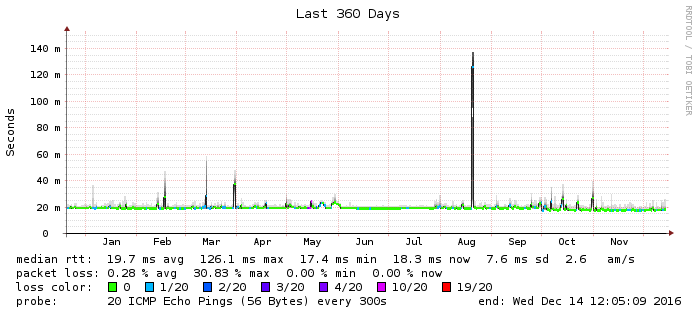 Last 360 Days
RRDTOOL / TOBI OETIKER
Seconds
140 m
120 m
100 m
80 m
60 m
40 m
20 m
0
Jan Feb Mar Apr May Jun Jul Aug Sep Oct Nov
median rtt: 19.7 ms avg 126.1 ms max 17.4 ms min 18.3 ms now 7.6 ms sd 2.6 am/s
packet loss: 0.28 % avg 30.83 % max 0.00 % min 0.00 % now
loss color: 0 1/20 2/20 3/20 4/20 10/20 19/20
probe: 20 ICMP Echo Pings (56 Bytes) every 300s end: Wed Dec 14 12:05:09 2016